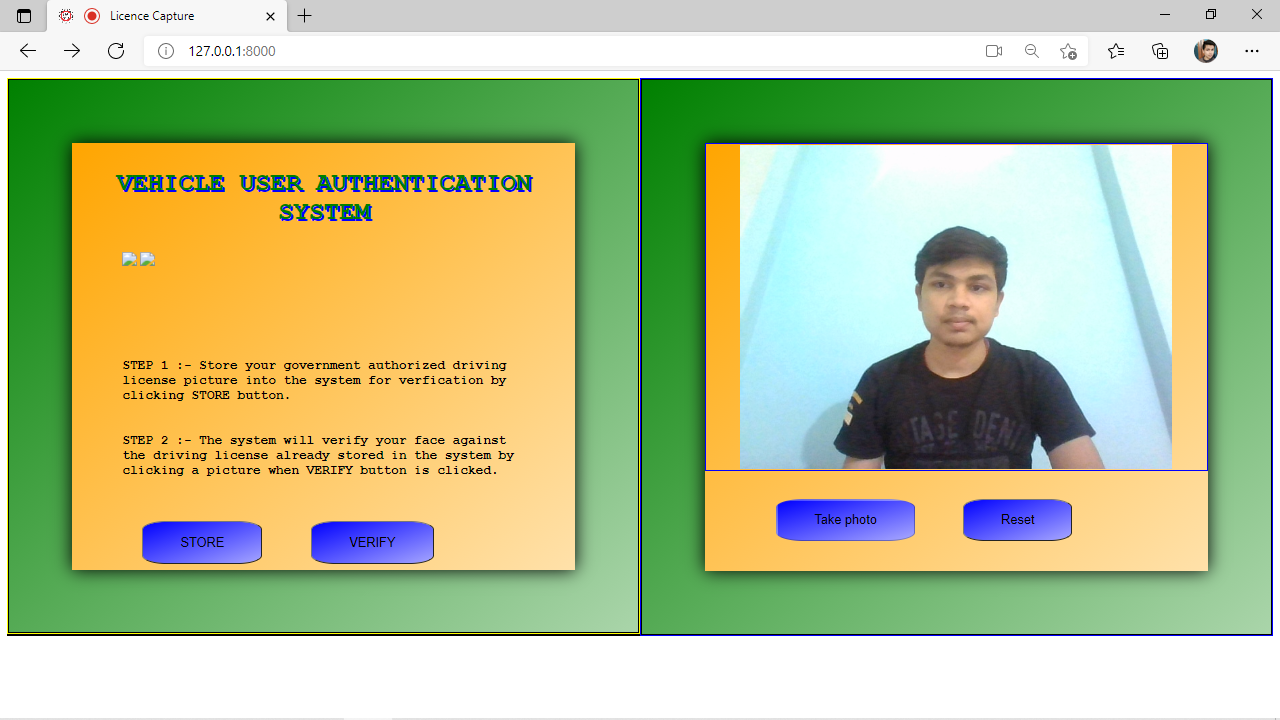 Licence Capture
127.0.0.1:8000
VEHICLE USER AUTHENTICATION
SYSTEM
STEP 1 :- Store your government authorized driving
license picture into the system for verfication by
clicking STORE button.
STEP 2 :- The system will verify your face against
the driving license already stored in the system by
clicking a picture when VERIFY button is clicked.
STORE
VERIFY
TAGE DENI
Take photo
Reset